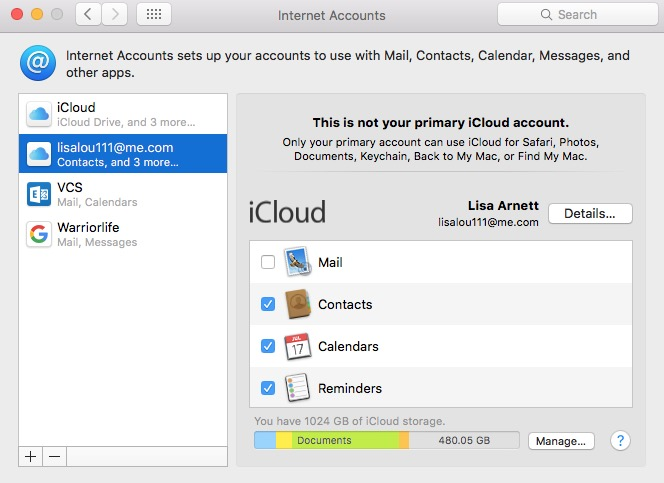 Internet Accounts
Search
Internet Accounts sets up your accounts to use with Mail, Contacts, Calendar, Messages, and
other apps.
iCloud
iCloud Drive, and 3 more...
lisalou111@me.com
Contacts, and 3 more...
VCS
Mail, Calendars
Warriorlife
Mail, Messages
+ −
This is not your primary iCloud account.
Only your primary account can use iCloud for Safari, Photos,
Documents, Keychain, Back to My Mac, or Find My Mac.
iCloud
Lisa Arnett
lisalou111@me.com
Details...
Mail
Contacts
JUL
17
Calendars
Reminders
You have 1024 GB of iCloud storage.
Documents
480.05 GB
Manage...
?